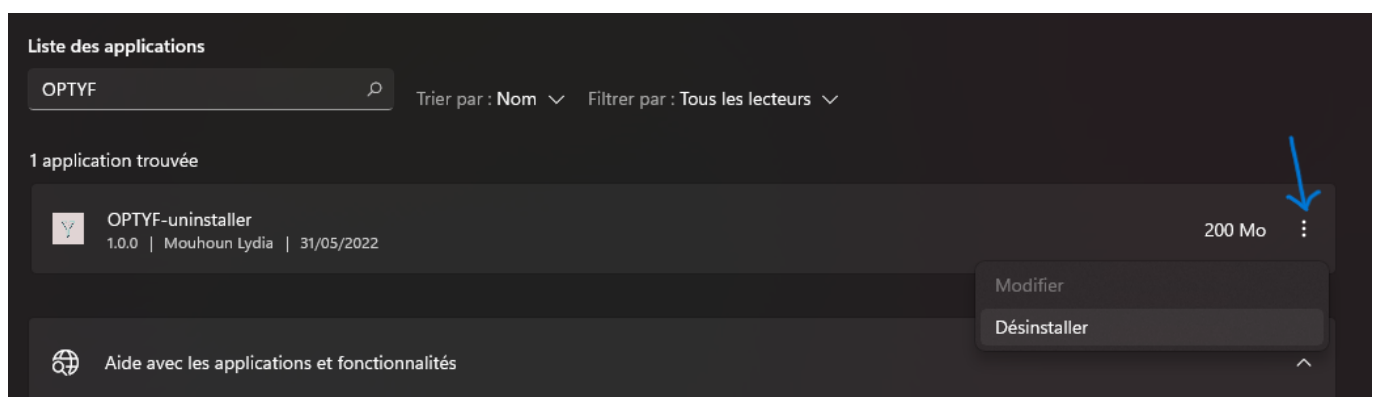 Liste des applications
OPTYF
Trier par : Nom
Filtrer par : Tous les lecteurs
1 application trouvée
OPTYF-uninstaller
1.0.0 | Mouhoun Lydia | 31/05/2022
200 Mo
Modifier
Désinstaller
Aide avec les applications et fonctionnalités